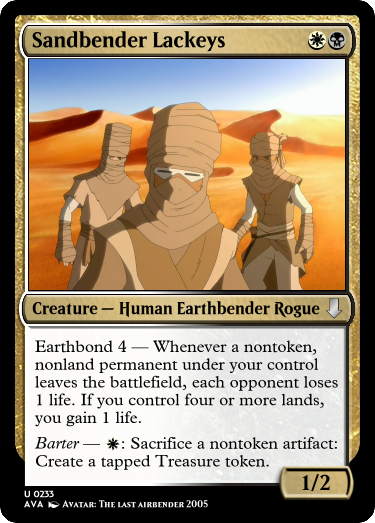 Sandbender Lackeys
Creature — Human Earthbender Rogue
Earthbond 4 — Whenever a nontoken,
nonland permanent under your control
leaves the battlefield, each opponent loses
1 life. If you control four or more lands,
you gain 1 life.
Barter — : Sacrifice a nontoken artifact:
Create a tapped Treasure token.
1/2
U 0233
AVA Avatar: The last airbender 2005